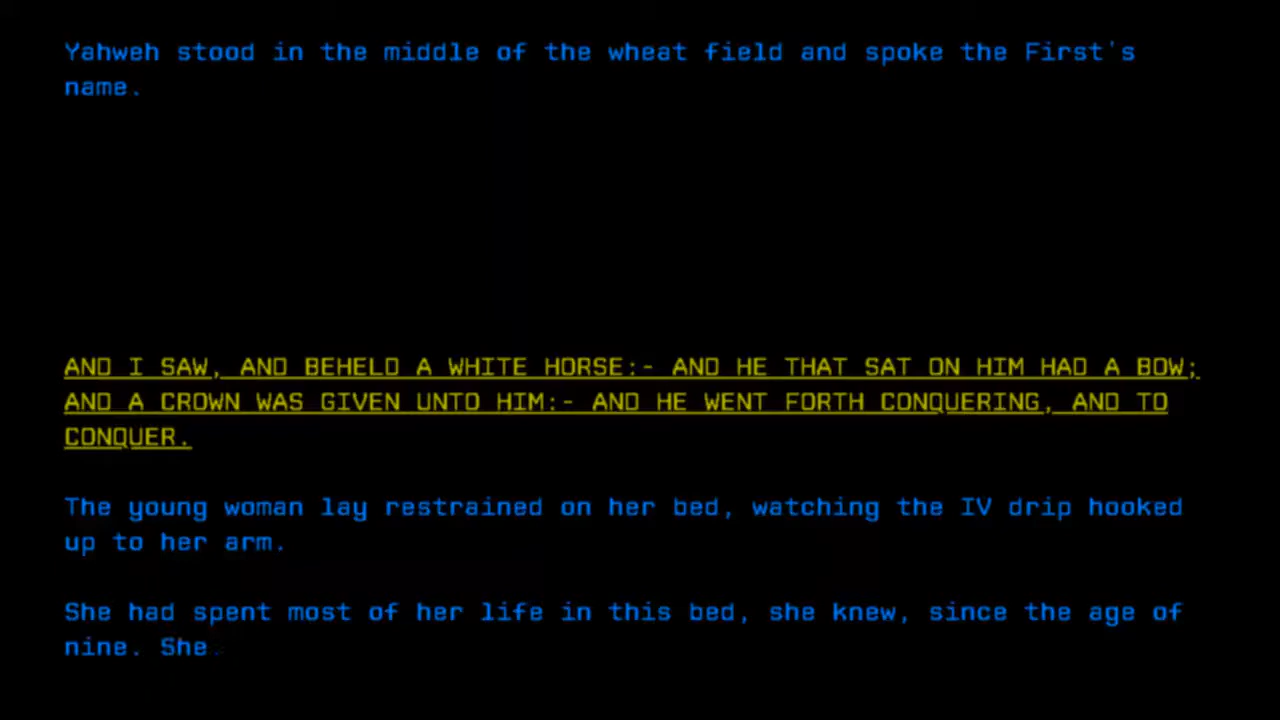 Yahweh stood in the middle of the wheat field and spoke the First's
name.
AND I SAW, AND BEHELD A WHITE HORSE:- AND HE THAT SAT ON HIM HAD A BOW;
AND A CROWN WAS GIVEN UNTO HIM:- AND HE WENT FORTH CONQUERING, AND TO
CONQUER.
The young woman lay restrained on her bed, watching the IV drip hooked
up to her arm.
She had spent most of her life in this bed, she knew, since the age of
nine. She